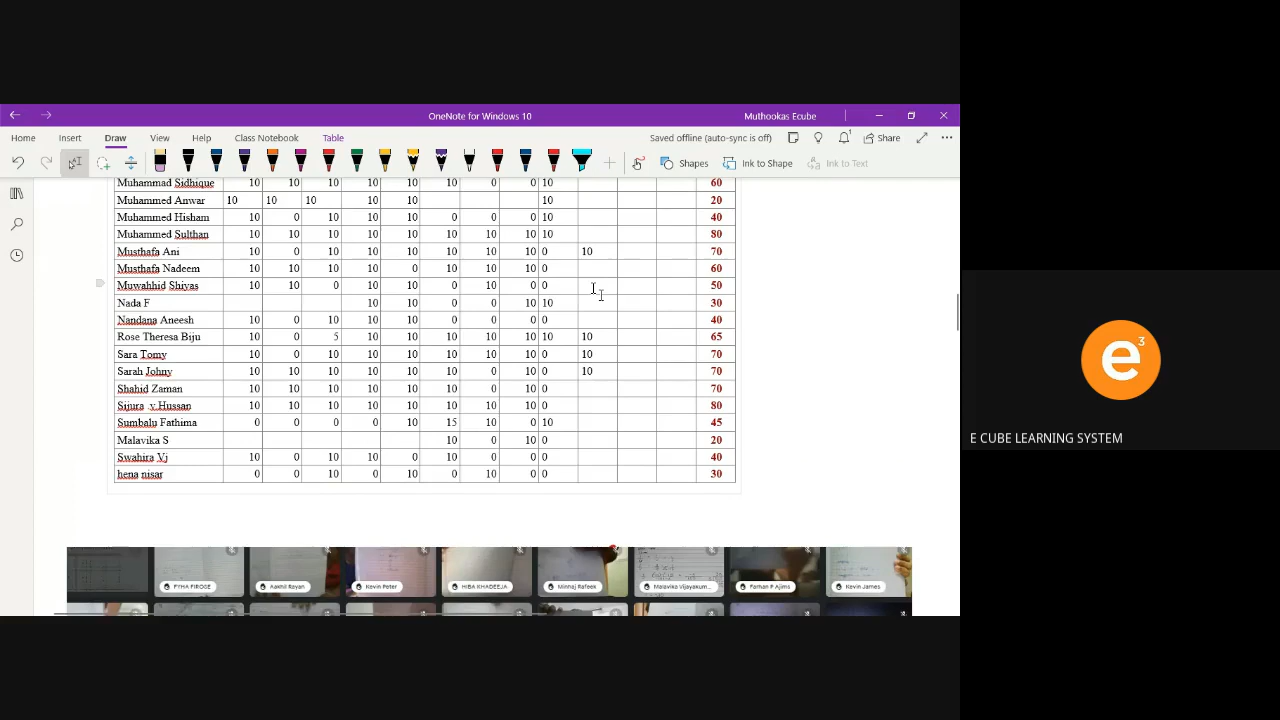 OneNote for Windows 10
Muthookas Ecube
Home Insert Draw View Help Class Notebook Table
Saved offline (auto-sync is off) Share
Shapes Ink to Shape Ink to Text
Muhammad Sidhique 10 10 10 10 10 10 0 0 10 60
Muhammed Anwar 10 10 10 10 10 10 20
Muhammed Hisham 10 0 10 10 10 0 0 0 10 40
Muhammed Sulthan 10 10 10 10 10 10 10 10 10 80
Musthafa Ani 10 0 10 10 10 10 10 10 0 10 70
Musthafa Nadeem 10 10 10 10 0 10 10 10 0 60
Muwahhid Shiyas 10 10 0 10 10 0 10 0 0 50
Nada F 10 10 0 0 10 10 30
Nandana Aneesh 10 0 10 10 10 0 0 0 0 40
Rose Theresa Biju 10 0 5 10 10 10 10 10 10 10 65
Sara Tomy 10 0 10 10 10 10 10 10 0 10 70
Sarah Johny 10 10 10 10 10 10 0 10 0 10 70
Shahid Zaman 10 10 10 10 10 10 0 10 0 70
Sijura .v.Hussan 10 10 10 10 10 10 10 10 0 80
Sumbalu Fathima 0 0 0 0 10 15 10 0 10 45
Malavika S 10 0 10 0 20
Swahira Vj 10 0 10 10 0 10 0 0 0 40
hena nisar 0 0 10 0 10 0 10 0 0 30
FYHA FIROSE Aakhil Rayan Kevin Peter HIBA KHADEEJA Minhaj Rafeek Malavika Vijayakum... Farhan P Ajims Kevin James
e3
E CUBE LEARNING SYSTEM